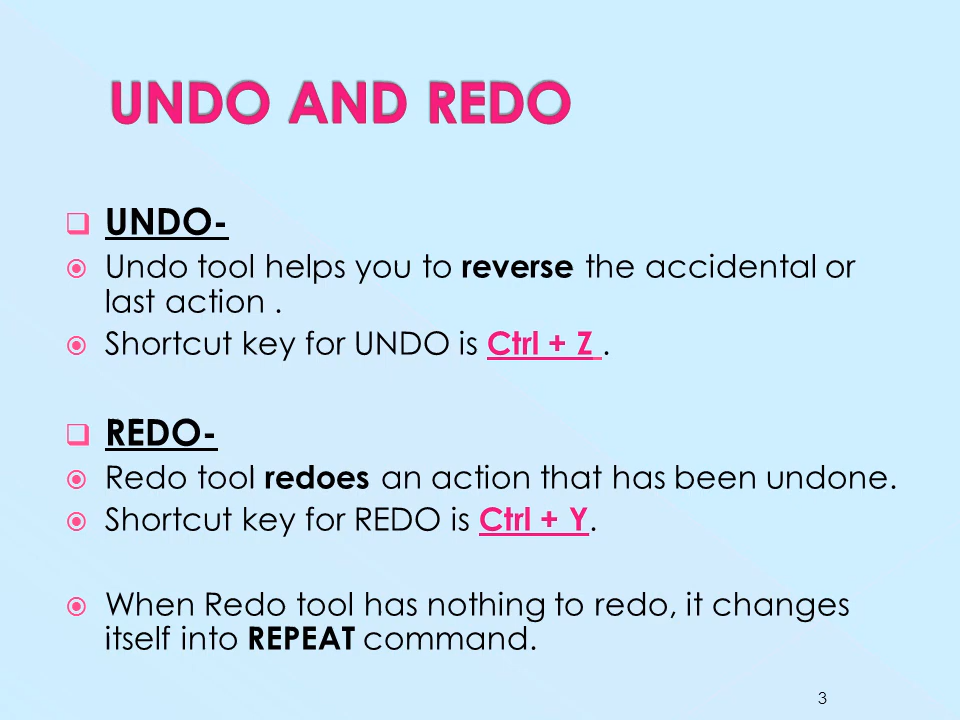 UNDO AND REDO
UNDO-
Undo tool helps you to reverse the accidental or
last action .
Shortcut key for UNDO is Ctrl + Z .
REDO-
Redo tool redoes an action that has been undone.
Shortcut key for REDO is Ctrl + Y.
When Redo tool has nothing to redo, it changes
itself into REPEAT command.
3